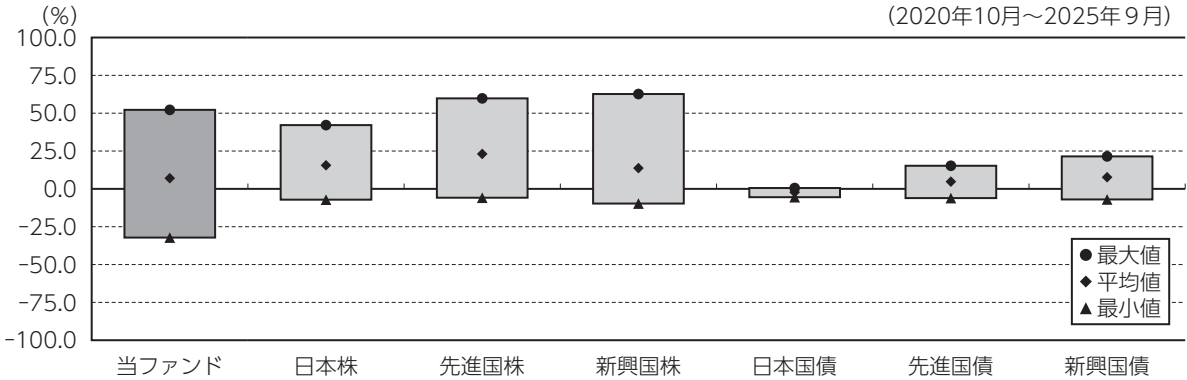 (%)
(2020年10月～2025年９月)
100.0
75.0
50.0
25.0
0.0
-25.0
-50.0
-75.0
-100.0
最大値
平均値
最小値
当ファンド 日本株 先進国株 新興国株 日本国債 先進国債 新興国債